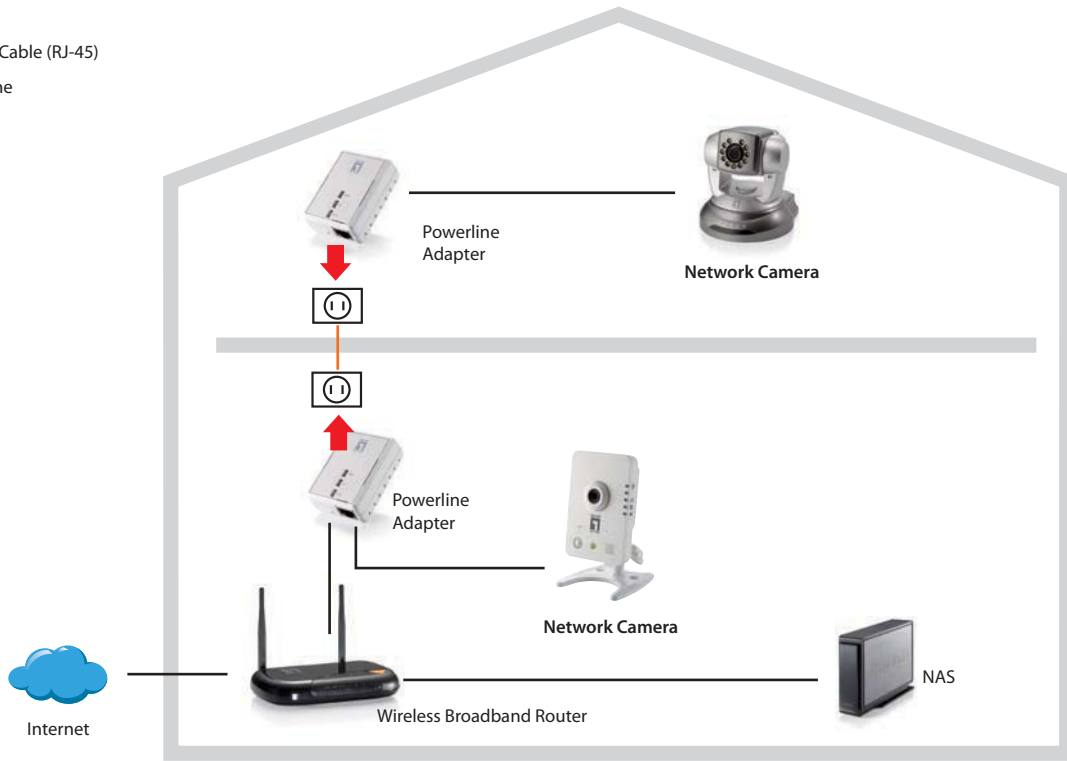 Cable (RJ-45)
ne
Powerline
Adapter
Network Camera
Powerline
Adapter
Network Camera
NAS
Wireless Broadband Router
Internet